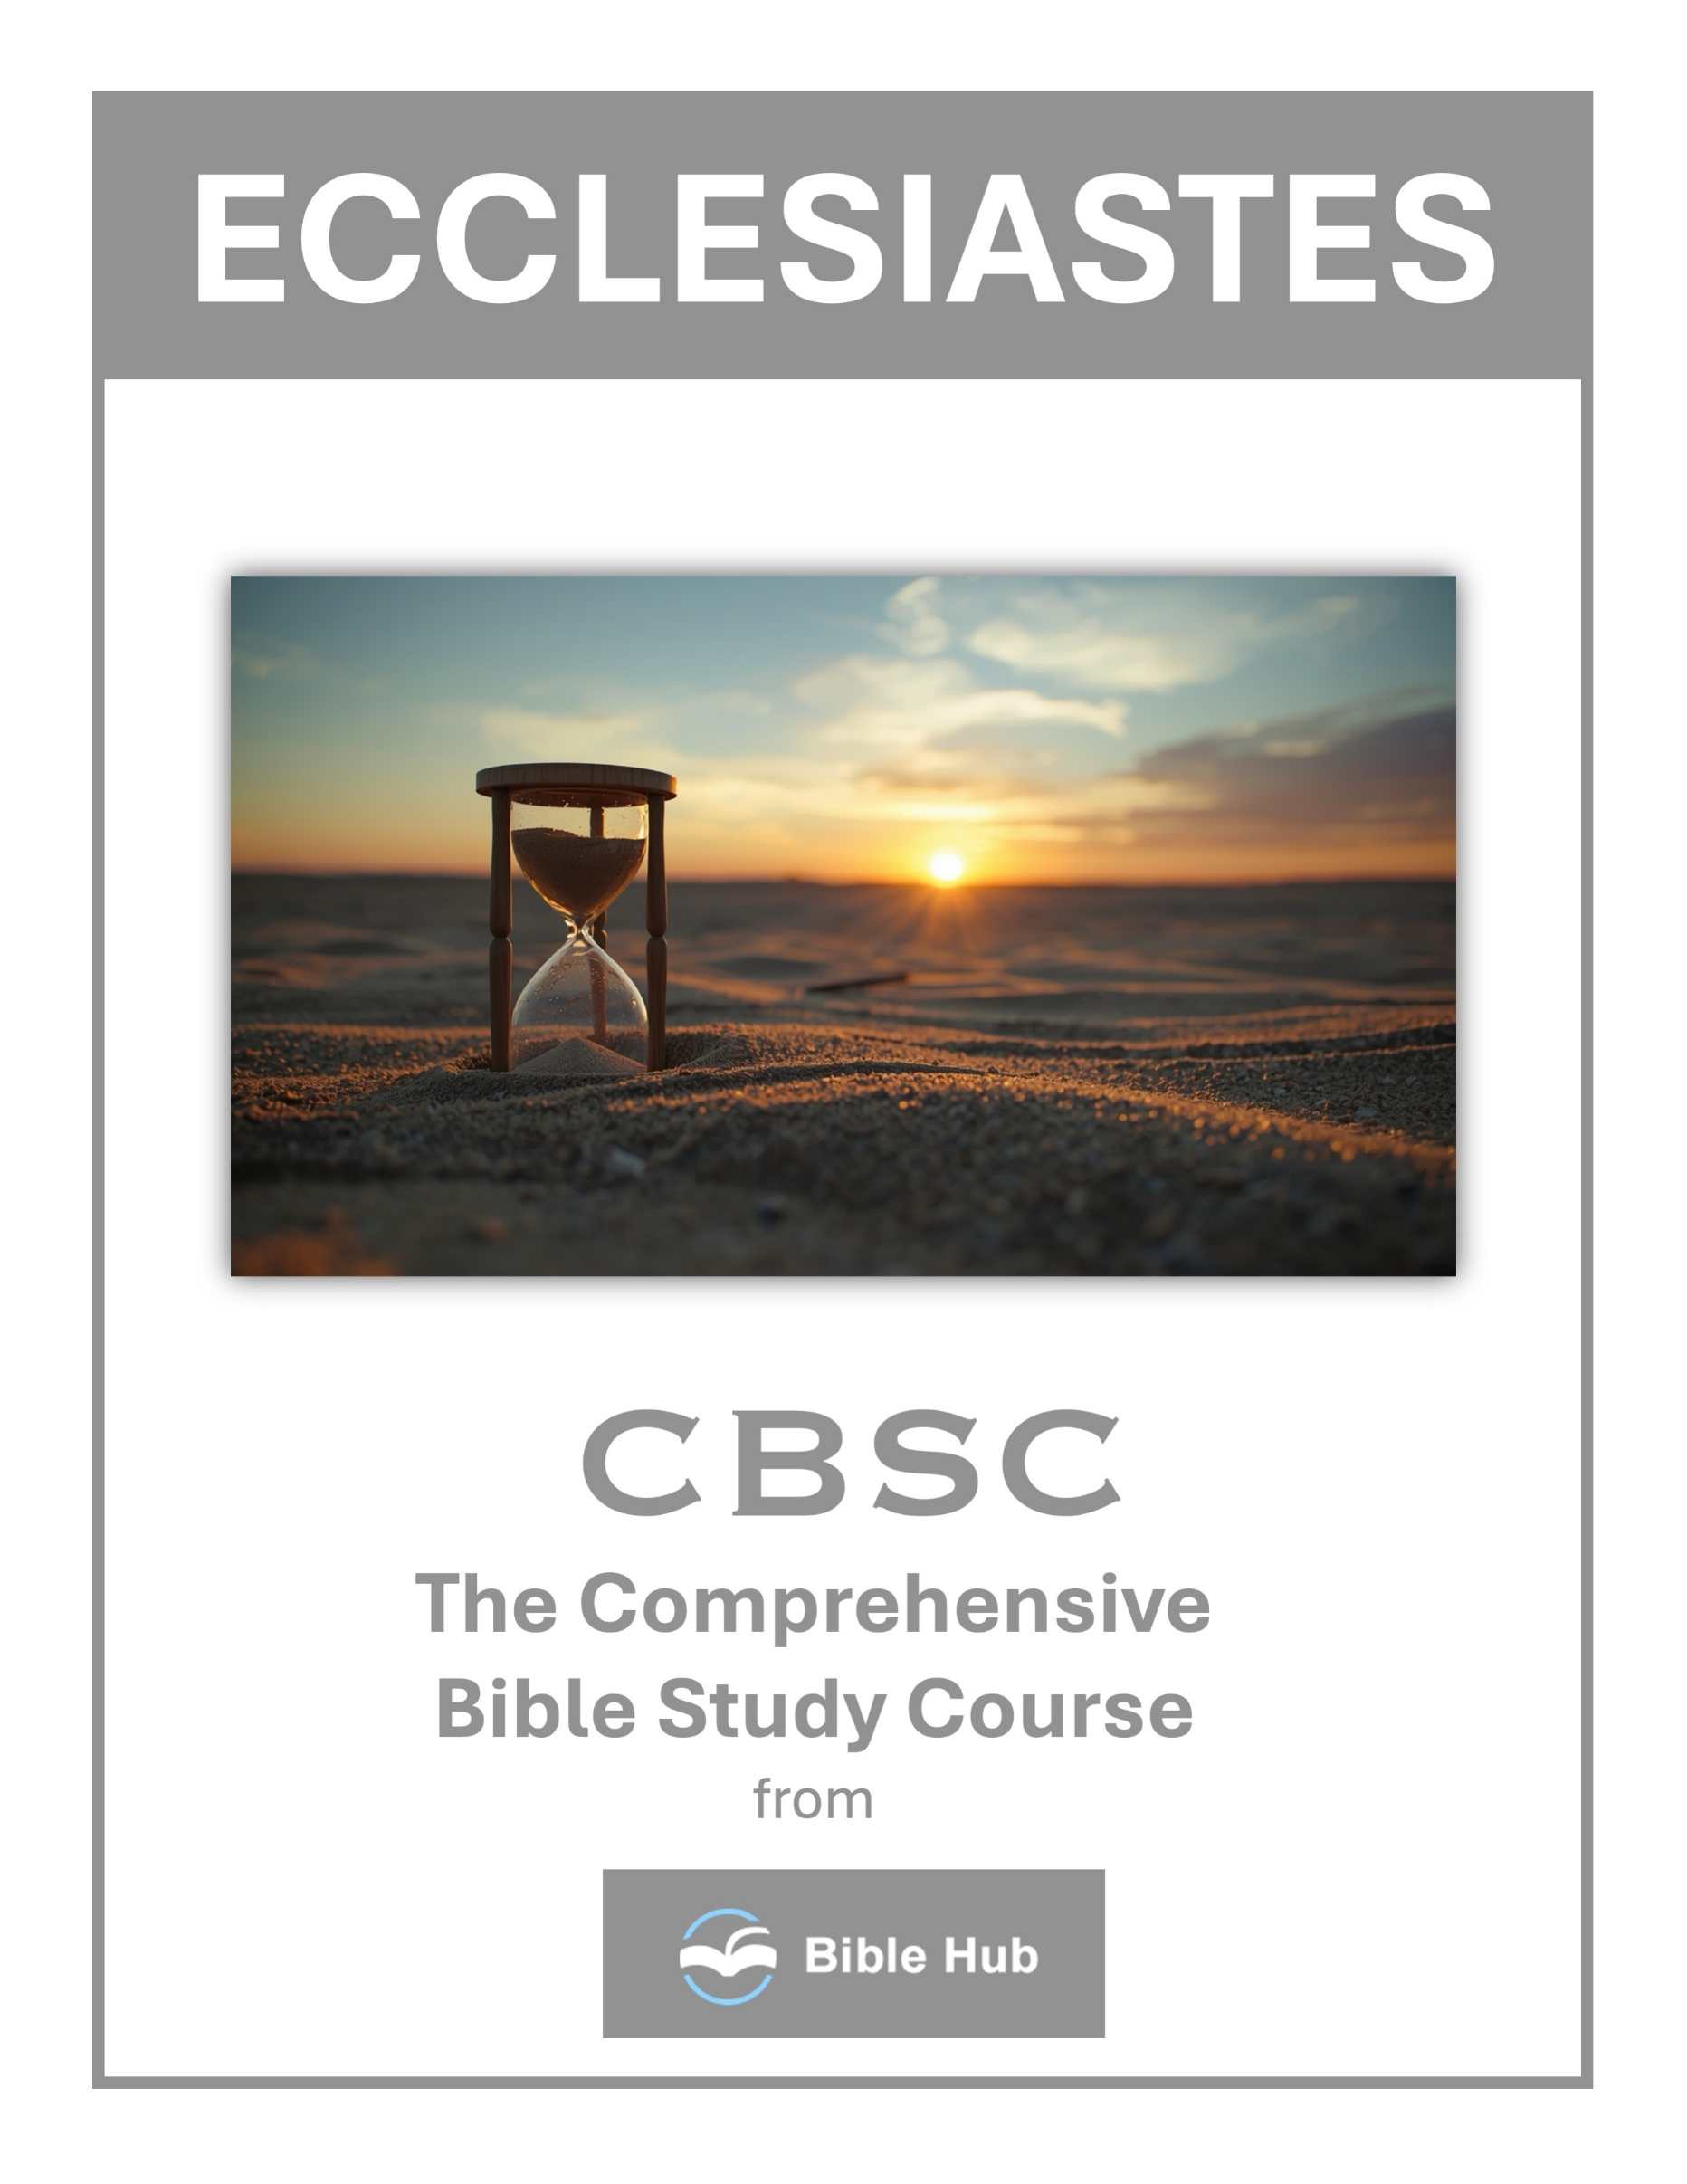 ECCLESIASTES
CBSC
The Comprehensive
Bible Study Course
from
Bible Hub